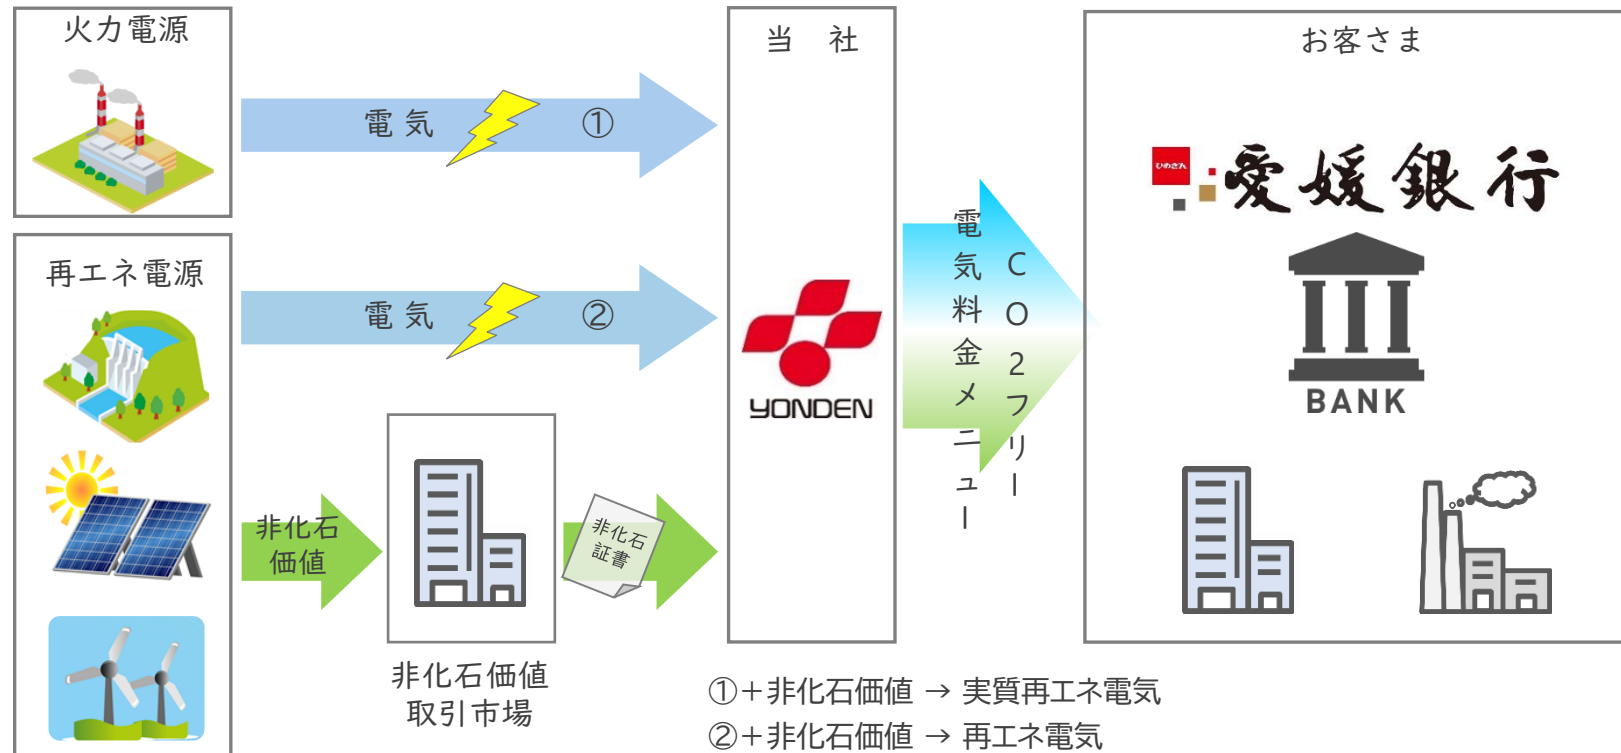 火力電源
電気
①
再エネ電源
電気
②
非化石
価値
非化石価値
取引市場
非化石
証書
当　社
YONDEN
CO2フリー
電気料金メニュー
お客さま
ひめぎん
愛媛銀行
BANK
①＋非化石価値 → 実質再エネ電気
②＋非化石価値 → 再エネ電気